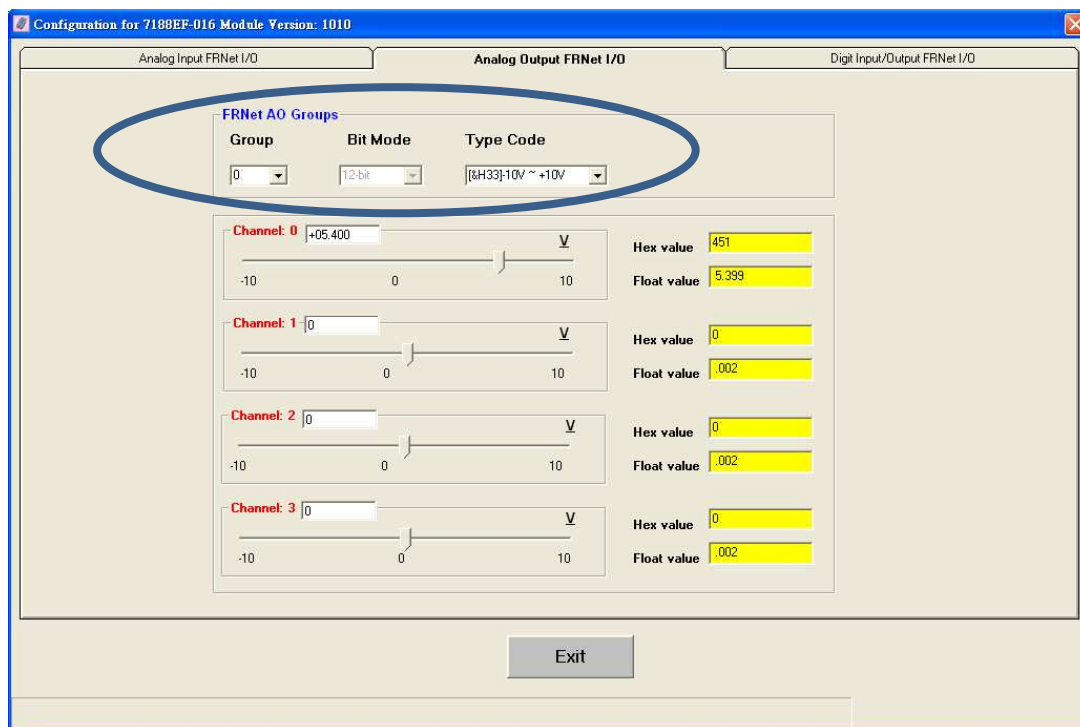 Configuration for 7188EF-016 Module Version: 1010
Analog Input FRNet I/O
Analog Output FRNet I/O
Digit Input/Output FRNet I/O
FRNet AO Groups
Group Bit Mode Type Code
0 12-bit [&H33]-10V ~ +10V
Channel: 0 +05.400
V
-10 0 10
Hex value 451
Float value 5.399
Channel: 1 0
V
-10 0 10
Hex value 0
Float value .002
Channel: 2 0
V
-10 0 10
Hex value 0
Float value .002
Channel: 3 0
V
-10 0 10
Hex value 0
Float value .002
Exit